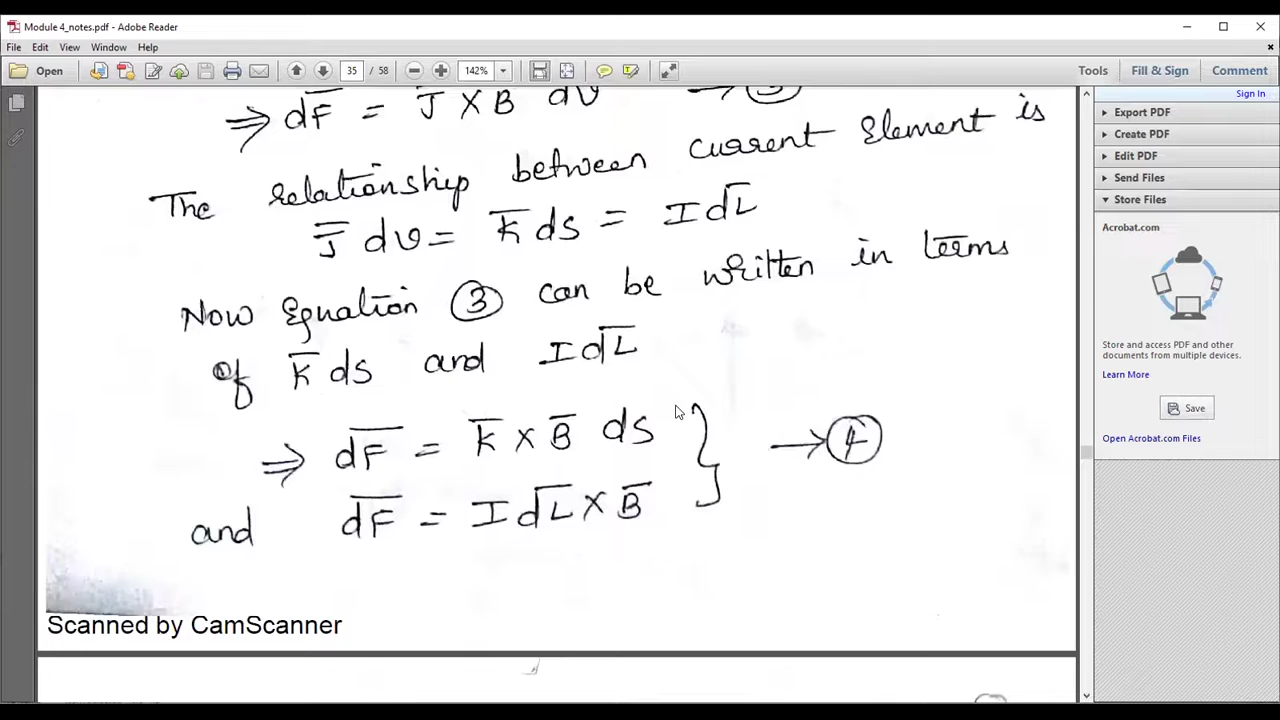 Module 4_notes.pdf - Adobe Reader
File Edit View Window Help
Open 35 / 58 142% Tools Fill & Sign Comment
Sign In
Export PDF
Create PDF
Edit PDF
Send Files
Store Files
Acrobat.com
Store and access PDF and other
documents from multiple devices.
Learn More
Save
Open Acrobat.com Files
⇒ dF̅ = J̅ × B̅ dv → ③
The relationship between current element is
J̅ dv = K̅ ds = I dL̅
Now Equation ③ can be written in terms
of K̅ ds and I dL̅
⇒ dF̅ = K̅ × B̅ ds } → ④
and dF̅ = I dL̅ × B̅
Scanned by CamScanner